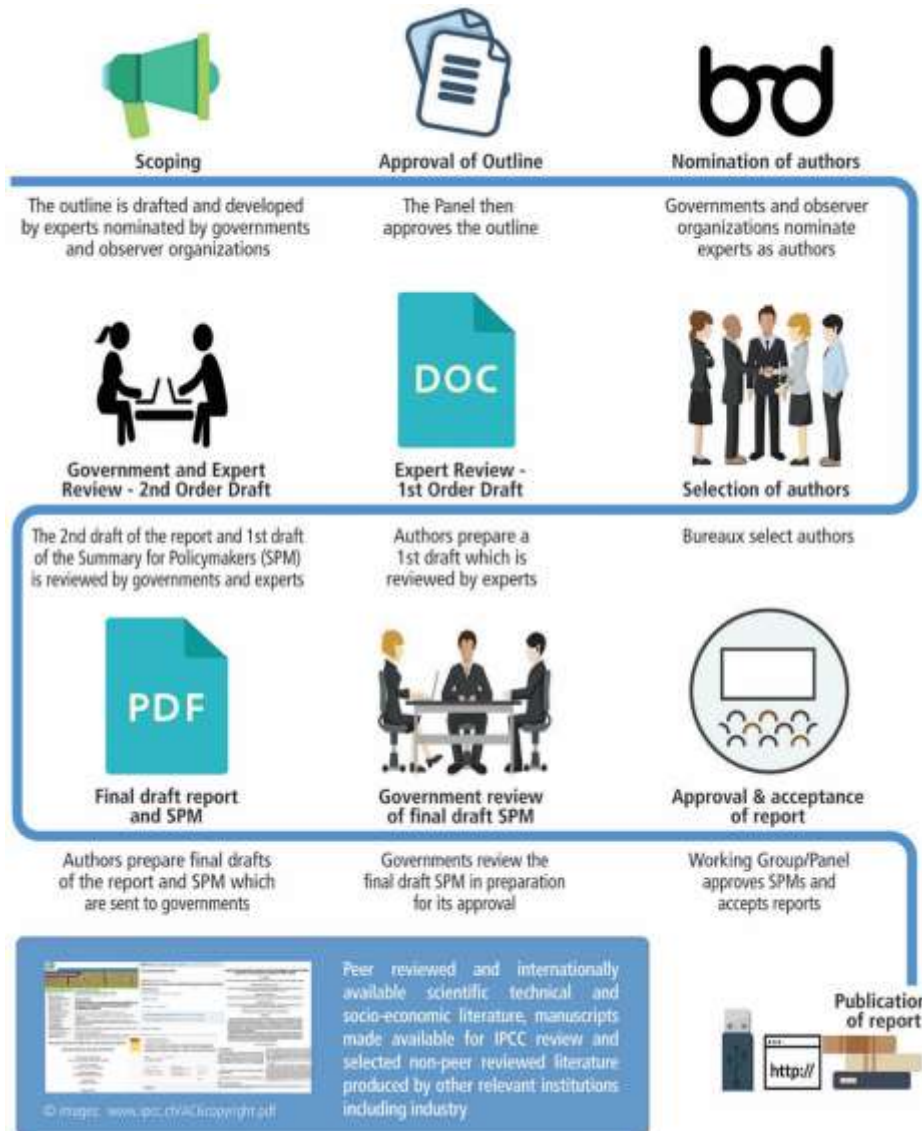 Scoping
The outline is drafted and developed
by experts nominated by governments
and observer organizations
Approval of Outline
The Panel then
approves the outline
Nomination of authors
Governments and observer
organizations nominate
experts as authors
DOC
Government and Expert
Review - 2nd Order Draft
The 2nd draft of the report and 1st draft
of the Summary for Policymakers (SPM)
is reviewed by governments and experts
Expert Review -
1st Order Draft
Authors prepare a
1st draft which is
reviewed by experts
Selection of authors
Bureaux select authors
PDF
Final draft report
and SPM
Authors prepare final drafts
of the report and SPM which
are sent to governments
Government review
of final draft SPM
Governments review the
final draft SPM in preparation
for its approval
Approval & acceptance
of report
Working Group/Panel
approves SPMs and
accepts reports
Peer reviewed and internationally
available scientific technical and
socio-economic literature, manuscripts
made available for IPCC review and
selected non-peer reviewed literature
produced by other relevant institutions
including industry
Publication
of report
http://